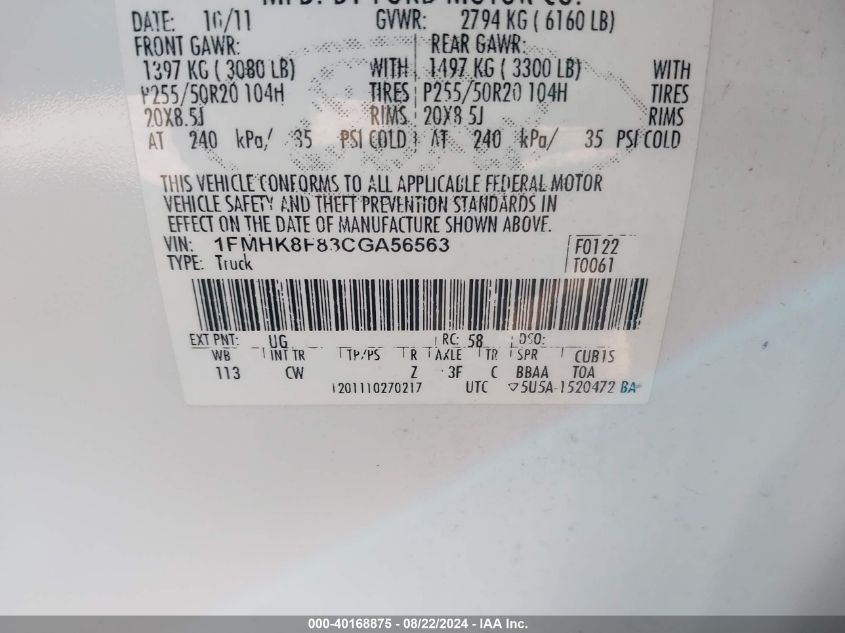 MFD. BY FORD MOTOR CO.
DATE: 10/11 GVWR: 2794 KG ( 6160 LB)
FRONT GAWR: REAR GAWR:
1397 KG ( 3080 LB) WITH 1497 KG ( 3300 LB) WITH
P255/50R20 104H TIRES P255/50R20 104H TIRES
20X8.5J RIMS 20X8.5J RIMS
AT 240 kPa/ 35 PSI COLD AT 240 kPa/ 35 PSI COLD
THIS VEHICLE CONFORMS TO ALL APPLICABLE FEDERAL MOTOR
VEHICLE SAFETY AND THEFT PREVENTION STANDARDS IN
EFFECT ON THE DATE OF MANUFACTURE SHOWN ABOVE.
VIN: 1FMHK8F83CGA56563 F0122
TYPE: Truck T0061
EXT PNT: UG RC: 58 DSO:
WB INT TR TP/PS R AXLE TR SPR CUB1S
113 CW Z 3F C BBAA TOA
1201110270217 UTC ▽5U5A-1520472 BA
000-40168875 - 08/22/2024 - IAA Inc.